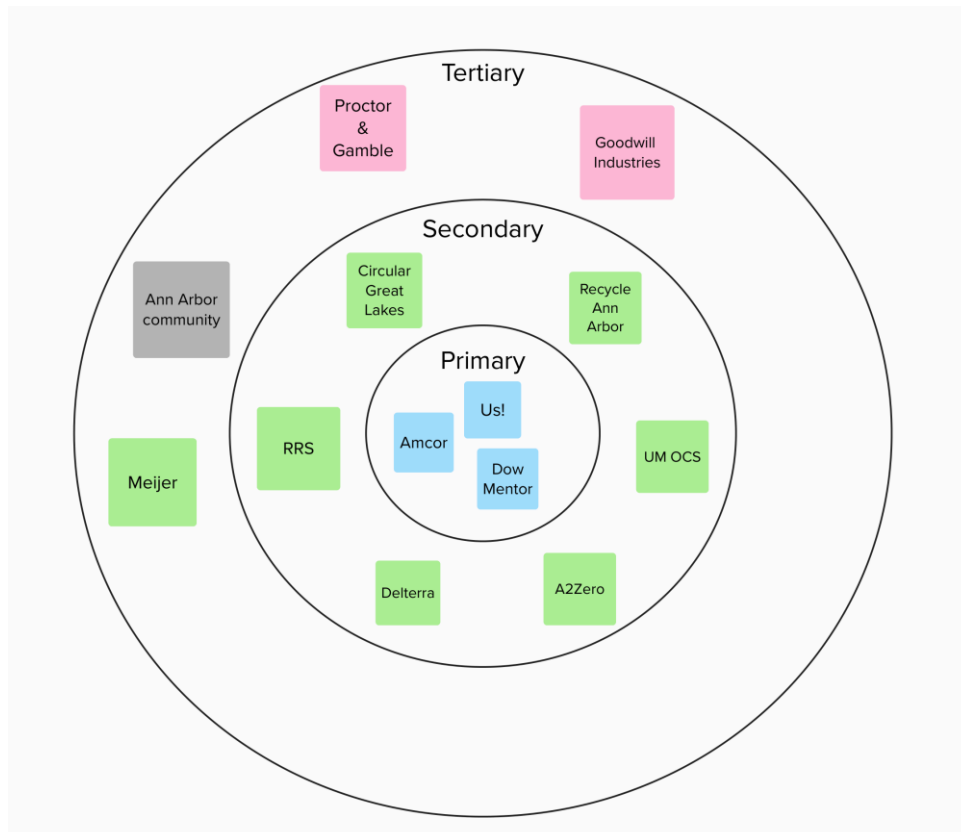 Tertiary
Proctor
&
Gamble
Goodwill
Industries
Secondary
Circular
Great
Lakes
Recycle
Ann
Arbor
Ann Arbor
community
Primary
Us!
Amcor
Dow
Mentor
RRS
UM OCS
Meijer
Delterra
A2Zero